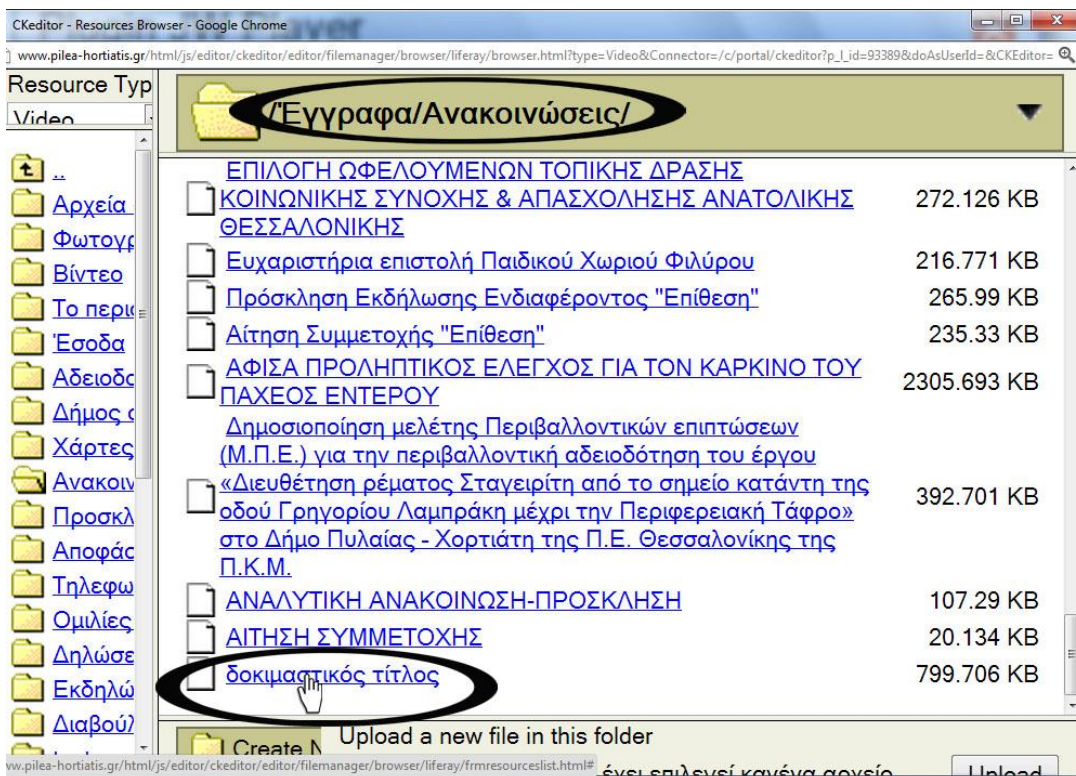 CKeditor - Resources Browser - Google Chrome
www.pilea-hortiatis.gr/html/js/editor/ckeditor/editor/filemanager/browser/liferay/browser.html?type=Video&Connector=/c/portal/ckeditor?p_l_id=93389&doAsUserId=&CKEditor=
Resource Typ
Video
/Έγγραφα/Ανακοινώσεις/
..
Αρχεία
Φωτογρ
Βίντεο
Το περι
Έσοδα
Αδειοδο
Δήμος
Χάρτες
Ανακοιν
Προσκλ
Αποφάσ
Τηλεφω
Ομιλίες
Δηλώσε
Εκδηλώ
Διαβούλ
ΕΠΙΛΟΓΗ ΩΦΕΛΟΥΜΕΝΩΝ ΤΟΠΙΚΗΣ ΔΡΑΣΗΣ
ΚΟΙΝΩΝΙΚΗΣ ΣΥΝΟΧΗΣ & ΑΠΑΣΧΟΛΗΣΗΣ ΑΝΑΤΟΛΙΚΗΣ 272.126 KB
ΘΕΣΣΑΛΟΝΙΚΗΣ
Ευχαριστήρια επιστολή Παιδικού Χωριού Φιλύρου 216.771 KB
Πρόσκληση Εκδήλωσης Ενδιαφέροντος "Επίθεση" 265.99 KB
Αίτηση Συμμετοχής "Επίθεση" 235.33 KB
ΑΦΙΣΑ ΠΡΟΛΗΠΤΙΚΟΣ ΕΛΕΓΧΟΣ ΓΙΑ ΤΟΝ ΚΑΡΚΙΝΟ ΤΟΥ
ΠΑΧΕΟΣ ΕΝΤΕΡΟΥ 2305.693 KB
Δημοσιοποίηση μελέτης Περιβαλλοντικών επιπτώσεων
(Μ.Π.Ε.) για την περιβαλλοντική αδειοδότηση του έργου
«Διευθέτηση ρέματος Σταγειρίτη από το σημείο κατάντη της 392.701 KB
οδού Γρηγορίου Λαμπράκη μέχρι την Περιφερειακή Τάφρο»
στο Δήμο Πυλαίας - Χορτιάτη της Π.Ε. Θεσσαλονίκης της
Π.Κ.Μ.
ΑΝΑΛΥΤΙΚΗ ΑΝΑΚΟΙΝΩΣΗ-ΠΡΟΣΚΛΗΣΗ 107.29 KB
ΑΙΤΗΣΗ ΣΥΜΜΕΤΟΧΗΣ 20.134 KB
δοκιμαστικός τίτλος 799.706 KB
Create N
Upload a new file in this folder
έχει επιλεγεί κανένα αρχείο Upload
ww.pilea-hortiatis.gr/html/js/editor/ckeditor/editor/filemanager/browser/liferay/frmresourceslist.html#